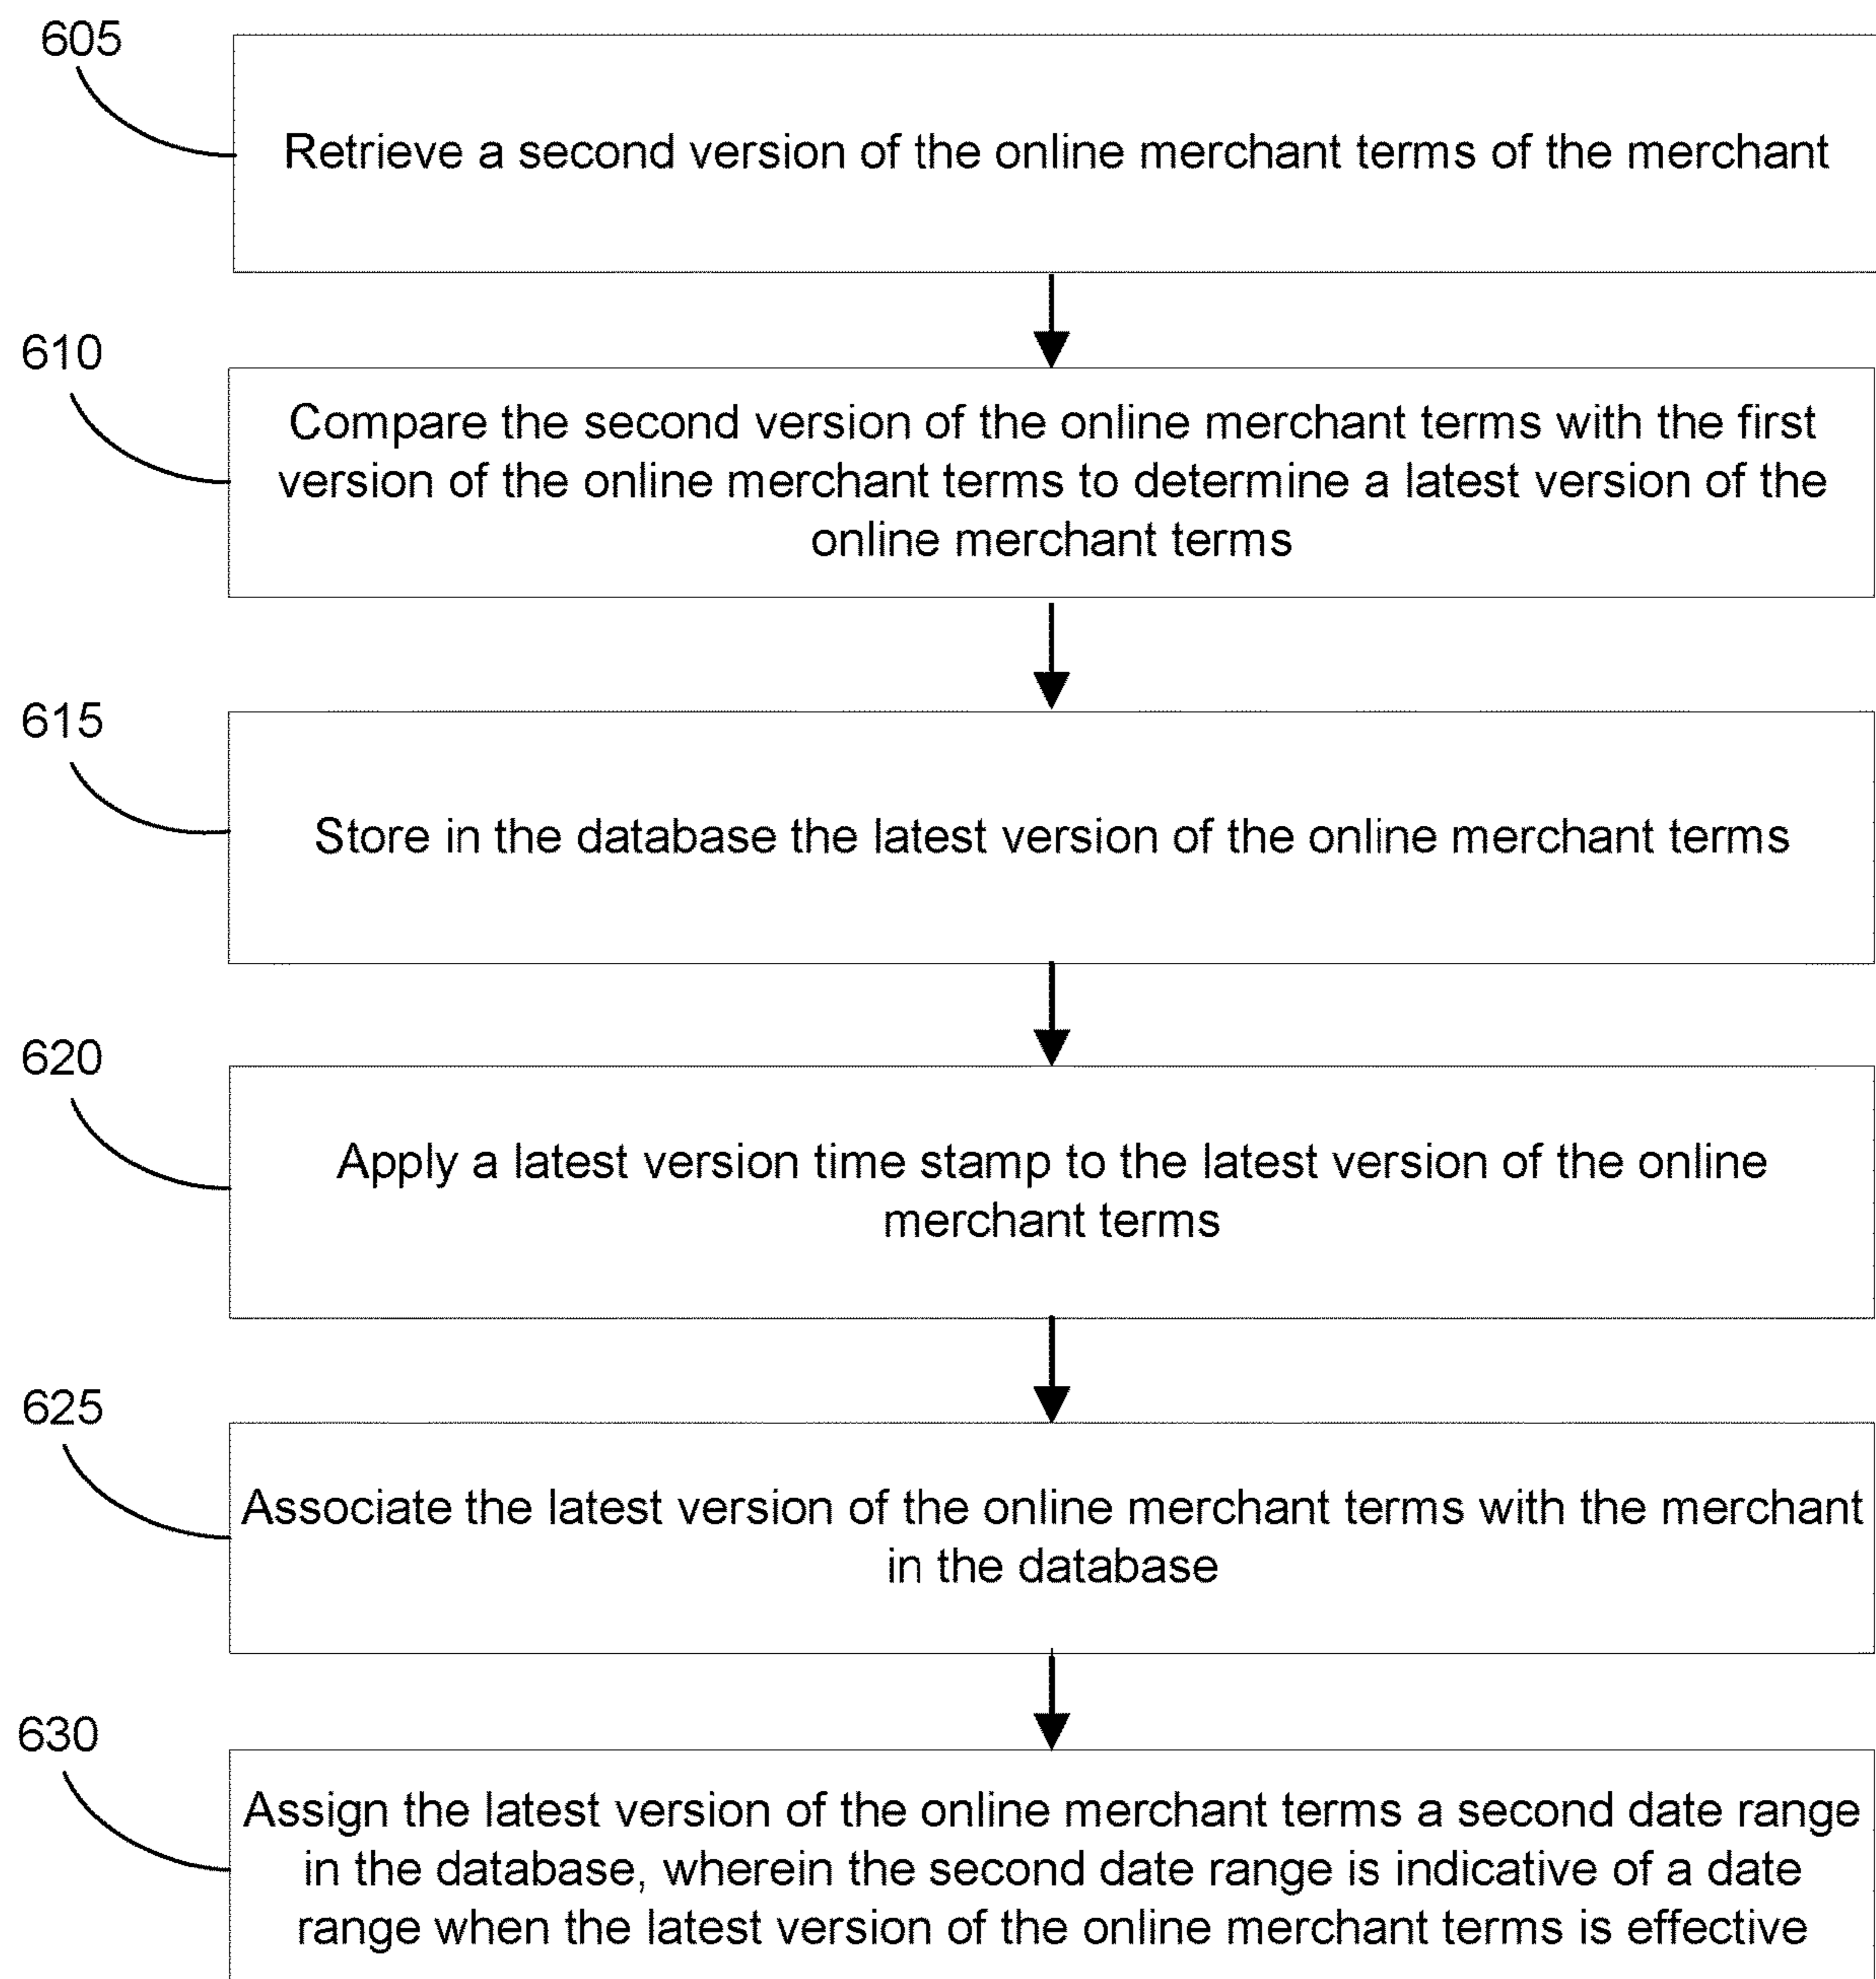 605
Retrieve a second version of the online merchant terms of the merchant
610
Compare the second version of the online merchant terms with the first
version of the online merchant terms to determine a latest version of the
online merchant terms
615
Store in the database the latest version of the online merchant terms
620
Apply a latest version time stamp to the latest version of the online
merchant terms
625
Associate the latest version of the online merchant terms with the merchant
in the database
630
Assign the latest version of the online merchant terms a second date range
in the database, wherein the second date range is indicative of a date
range when the latest version of the online merchant terms is effective